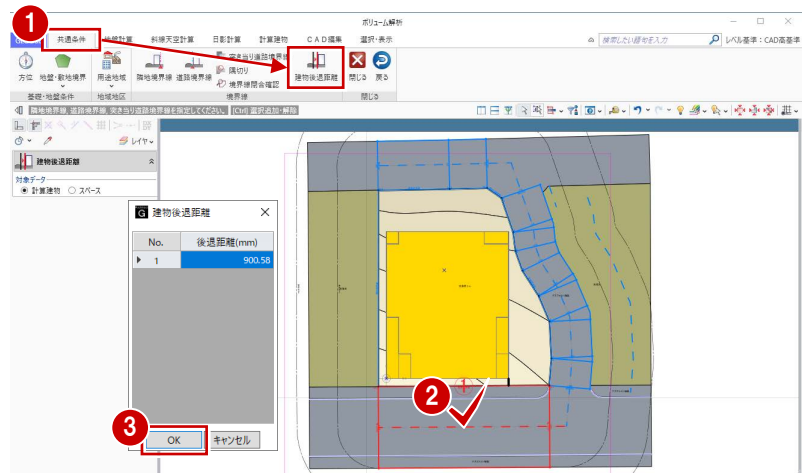 ボリューム解析
1
共通条件 地盤計算 斜線天空計算 日影計算 計算建物 CAD編集 選択・表示
検索したい語句を入力 レベル基準：CAD高基準
突き当り道路境界線
隅切り
境界線閉合確認
方位 地盤・敷地境界 用途地域 隣地境界線 道路境界線 建物後退距離 閉じる 戻る
基礎・地盤条件 地域地区 境界線 閉じる
隣地境界線、道路境界線、突き当り道路境界線を指定してください。 [Ctrl] 選択追加・解除
レイヤ
建物後退距離
対象データ
計算建物 スペース
建物後退距離
No. 後退距離(mm)
1 900.58
1
2
3
OK キャンセル